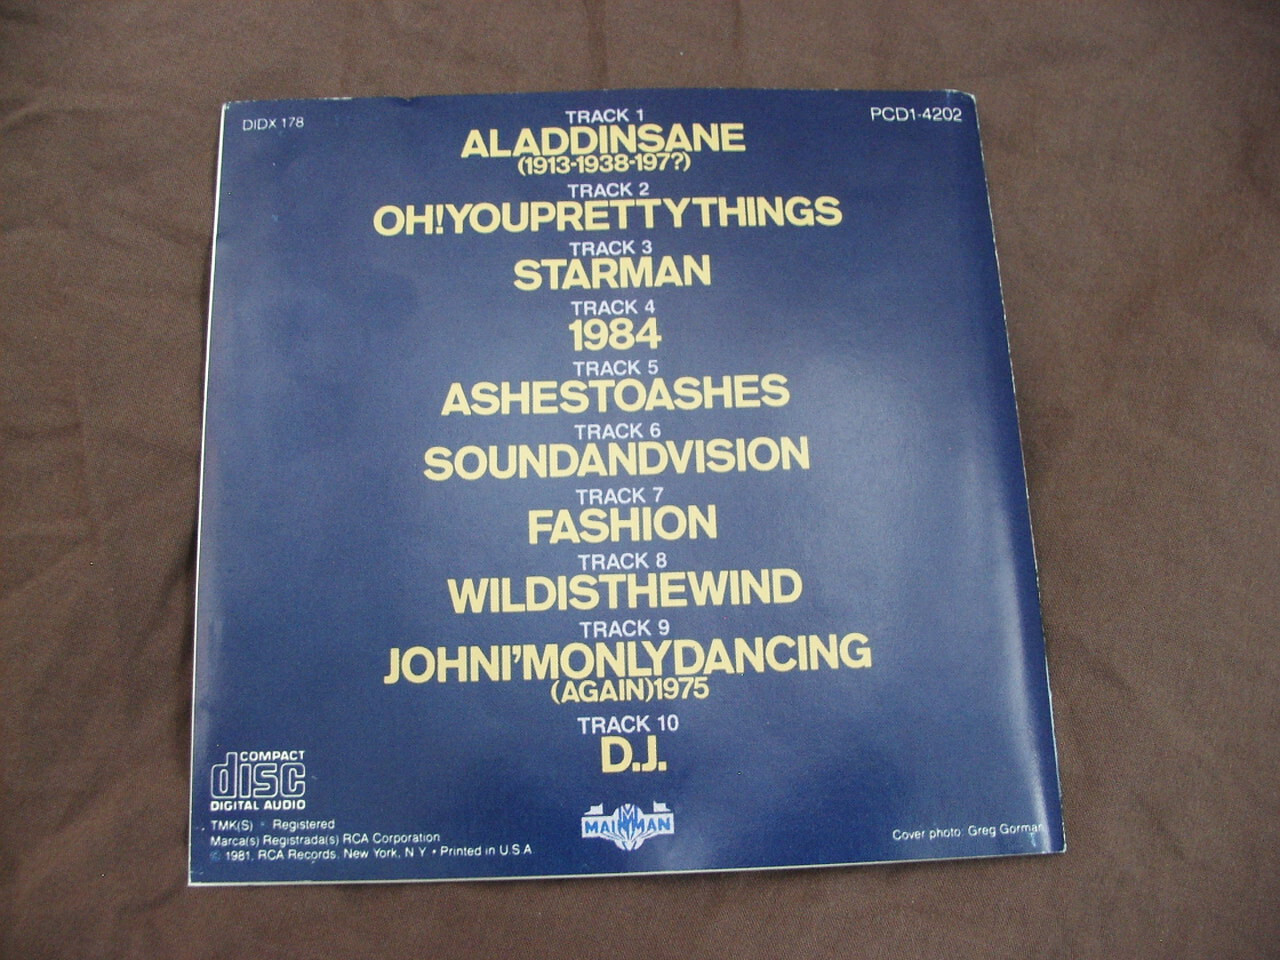 DIDX 178
PCD1-4202
TRACK 1
ALADDINSANE
(1913-1938-197?)
TRACK 2
OH!YOUPRETTYTHINGS
TRACK 3
STARMAN
TRACK 4
1984
TRACK 5
ASHESTOASHES
TRACK 6
SOUNDANDVISION
TRACK 7
FASHION
TRACK 8
WILDISTHEWIND
TRACK 9
JOHNI'MONLYDANCING
(AGAIN)1975
TRACK 10
D.J.
COMPACT
disc
DIGITAL AUDIO
TMK(S) ® Registered
Marca(s) Registrada(s) RCA Corporation
© 1981, RCA Records, New York, N Y • Printed in U S A
M
MAINMAN
Cover photo: Greg Gorman